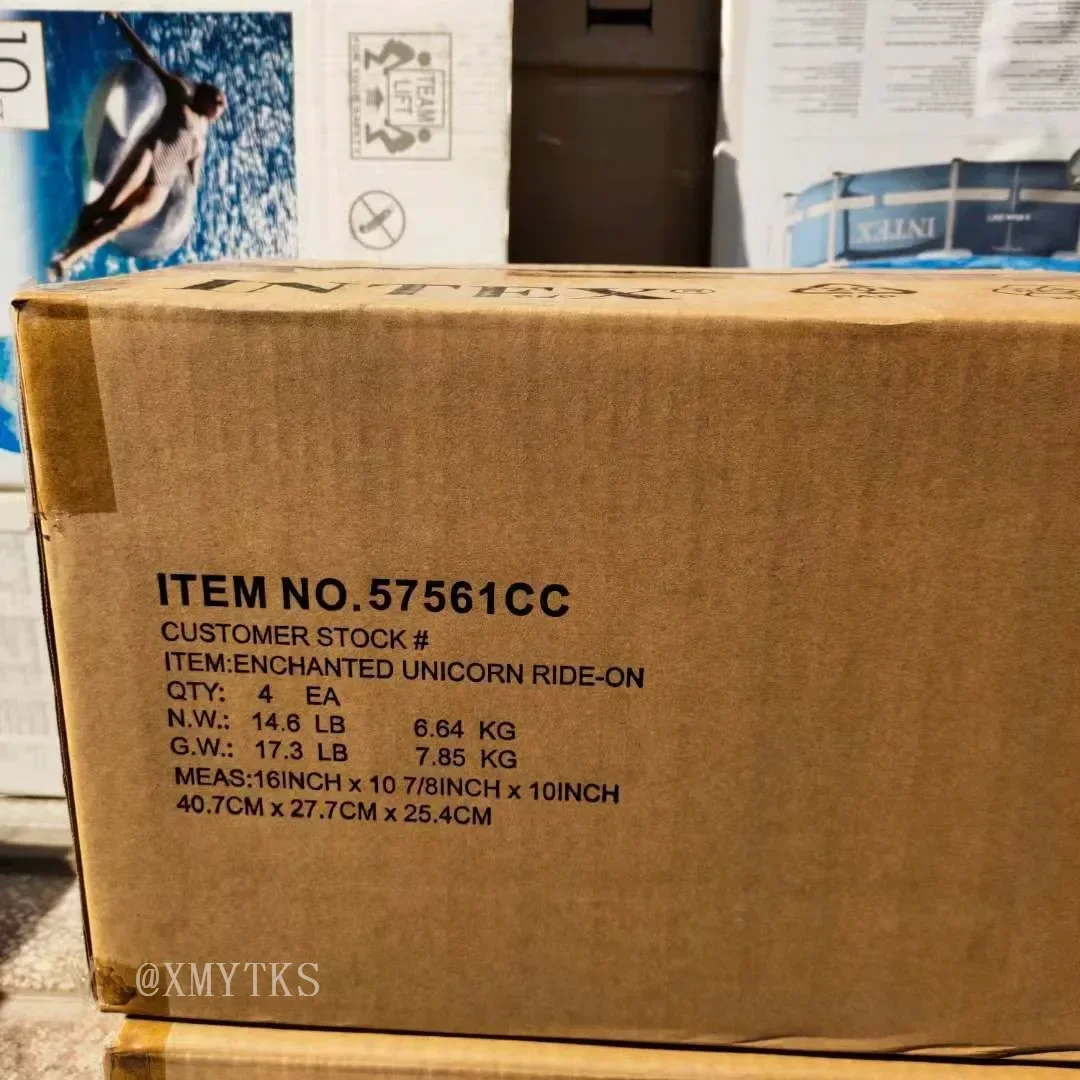 10
TEAM
LIFT
INTEX
INTEX®
PAP
ITEM NO.57561CC
CUSTOMER STOCK #
ITEM:ENCHANTED UNICORN RIDE-ON
QTY: 4 EA
N.W.: 14.6 LB 6.64 KG
G.W.: 17.3 LB 7.85 KG
MEAS:16INCH x 10 7/8INCH x 10INCH
40.7CM x 27.7CM x 25.4CM
@XMYTKS